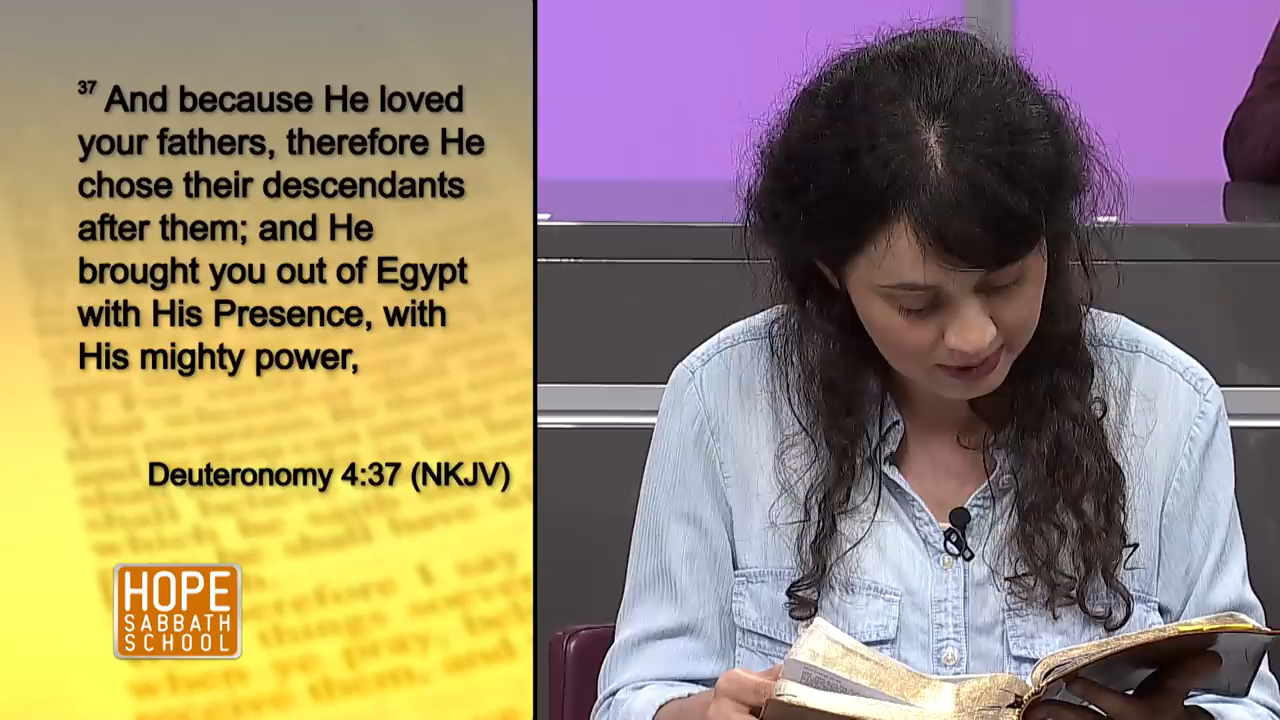 37 And because He loved
your fathers, therefore He
chose their descendants
after them; and He
brought you out of Egypt
with His Presence, with
His mighty power,
Deuteronomy 4:37 (NKJV)
HOPE
SABBATH
SCHOOL